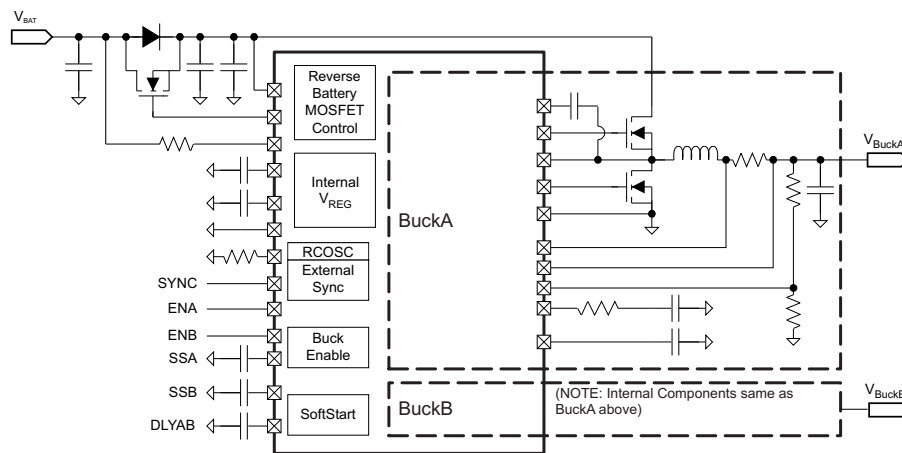 VBAT
Reverse
Battery
MOSFET
Control
Internal
VREG
RCOSC
External
Sync
SYNC
ENA
ENB
Buck
Enable
SSA
SSB
SoftStart
DLYAB
BuckA
VBuckA
BuckB
(NOTE: Internal Components same as
BuckA above)
VBuckB